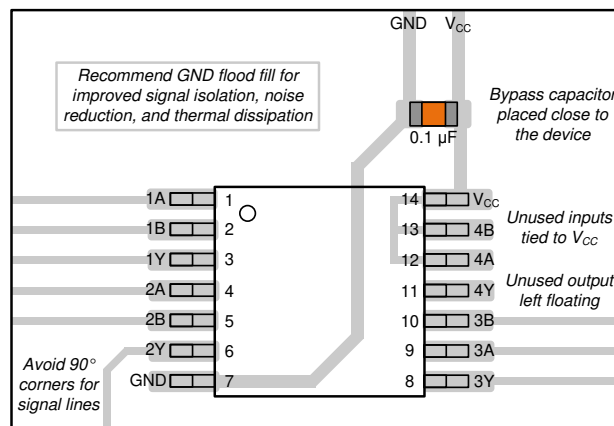 GND VCC
Recommend GND flood fill for
improved signal isolation, noise
reduction, and thermal dissipation
Bypass capacitor
placed close to
the device
0.1 µF
1A 1 14 VCC
1B 2 13 4B
Unused inputs
tied to VCC
1Y 3 12 4A
2A 4 11 4Y
Unused output
left floating
2B 5 10 3B
2Y 6 9 3A
GND 7 8 3Y
Avoid 90°
corners for
signal lines